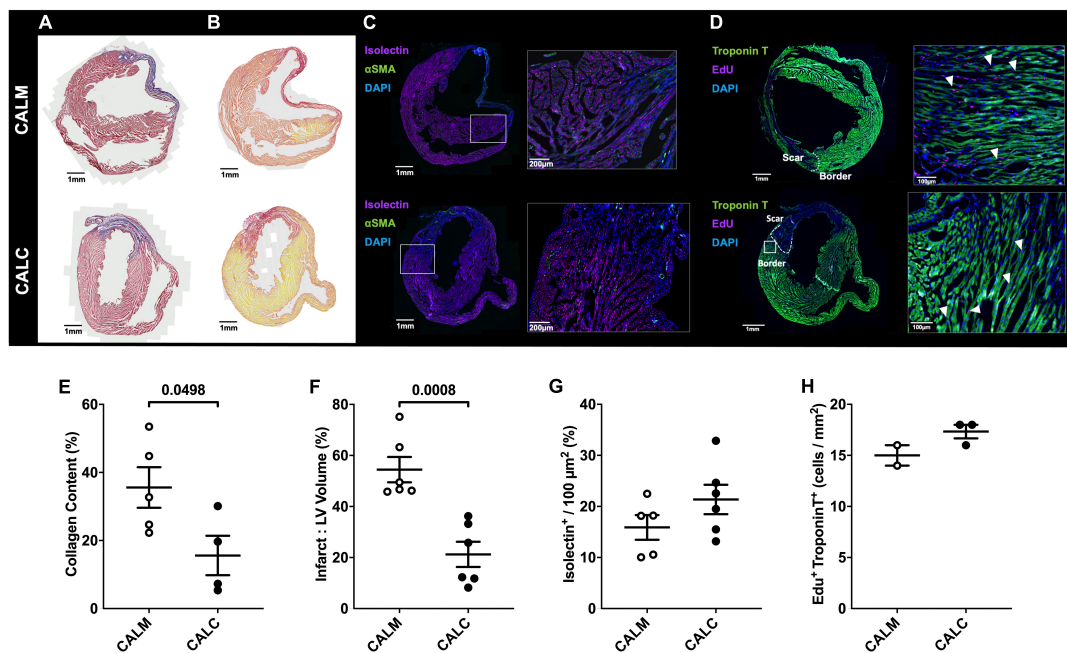 A
B
C
D
CALM
CALC
1mm
1mm
Isolectin
αSMA
DAPI
1mm
200μm
Troponin T
EdU
DAPI
Scar
Border
1mm
100μm
1mm
1mm
Isolectin
αSMA
DAPI
1mm
200μm
Troponin T
EdU
DAPI
Scar
Border
1mm
100μm
E
0.0498
Collagen Content (%)
60
40
20
0
CALM
CALC
F
0.0008
Infarct : LV Volume (%)
80
60
40
20
0
CALM
CALC
G
Isolectin⁺ / 100 μm² (%)
40
30
20
10
0
CALM
CALC
H
Edu⁺ TroponinT⁺ (cells / mm²)
20
15
10
5
0
CALM
CALC